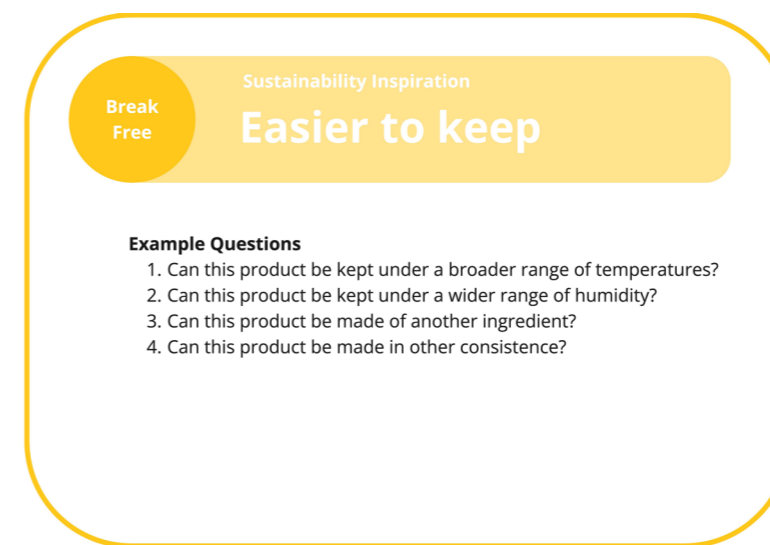 Break
Free
Sustainability Inspiration
Easier to keep
Example Questions
1. Can this product be kept under a broader range of temperatures?
2. Can this product be kept under a wider range of humidity?
3. Can this product be made of another ingredient?
4. Can this product be made in other consistence?